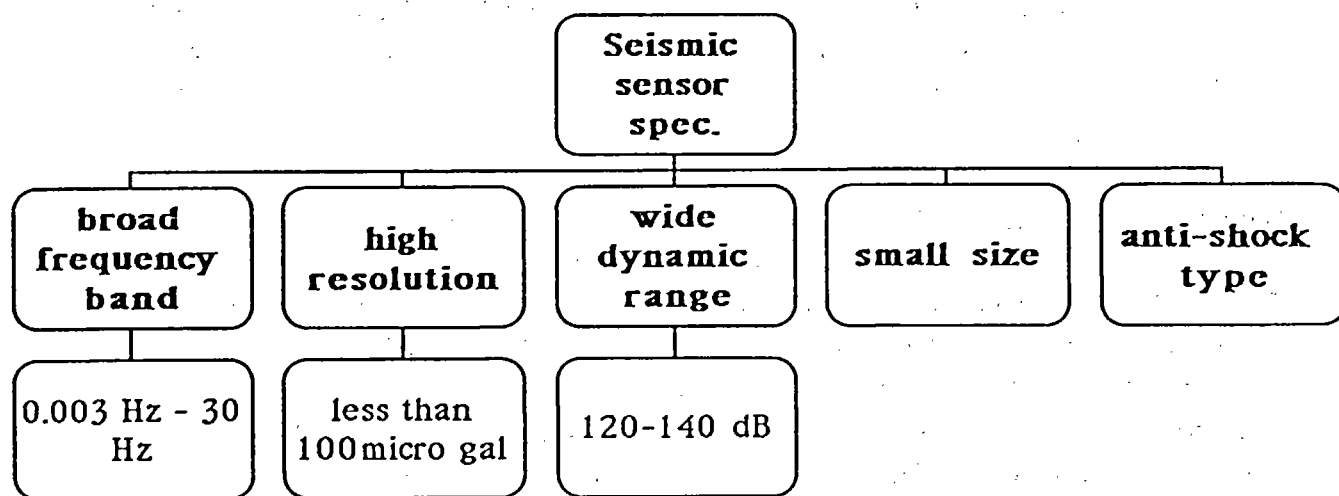 Seismic
sensor
spec.
broad
frequency
band
high
resolution
wide
dynamic
range
small size
anti-shock
type
0.003 Hz - 30
Hz
less than
100micro gal
120-140 dB